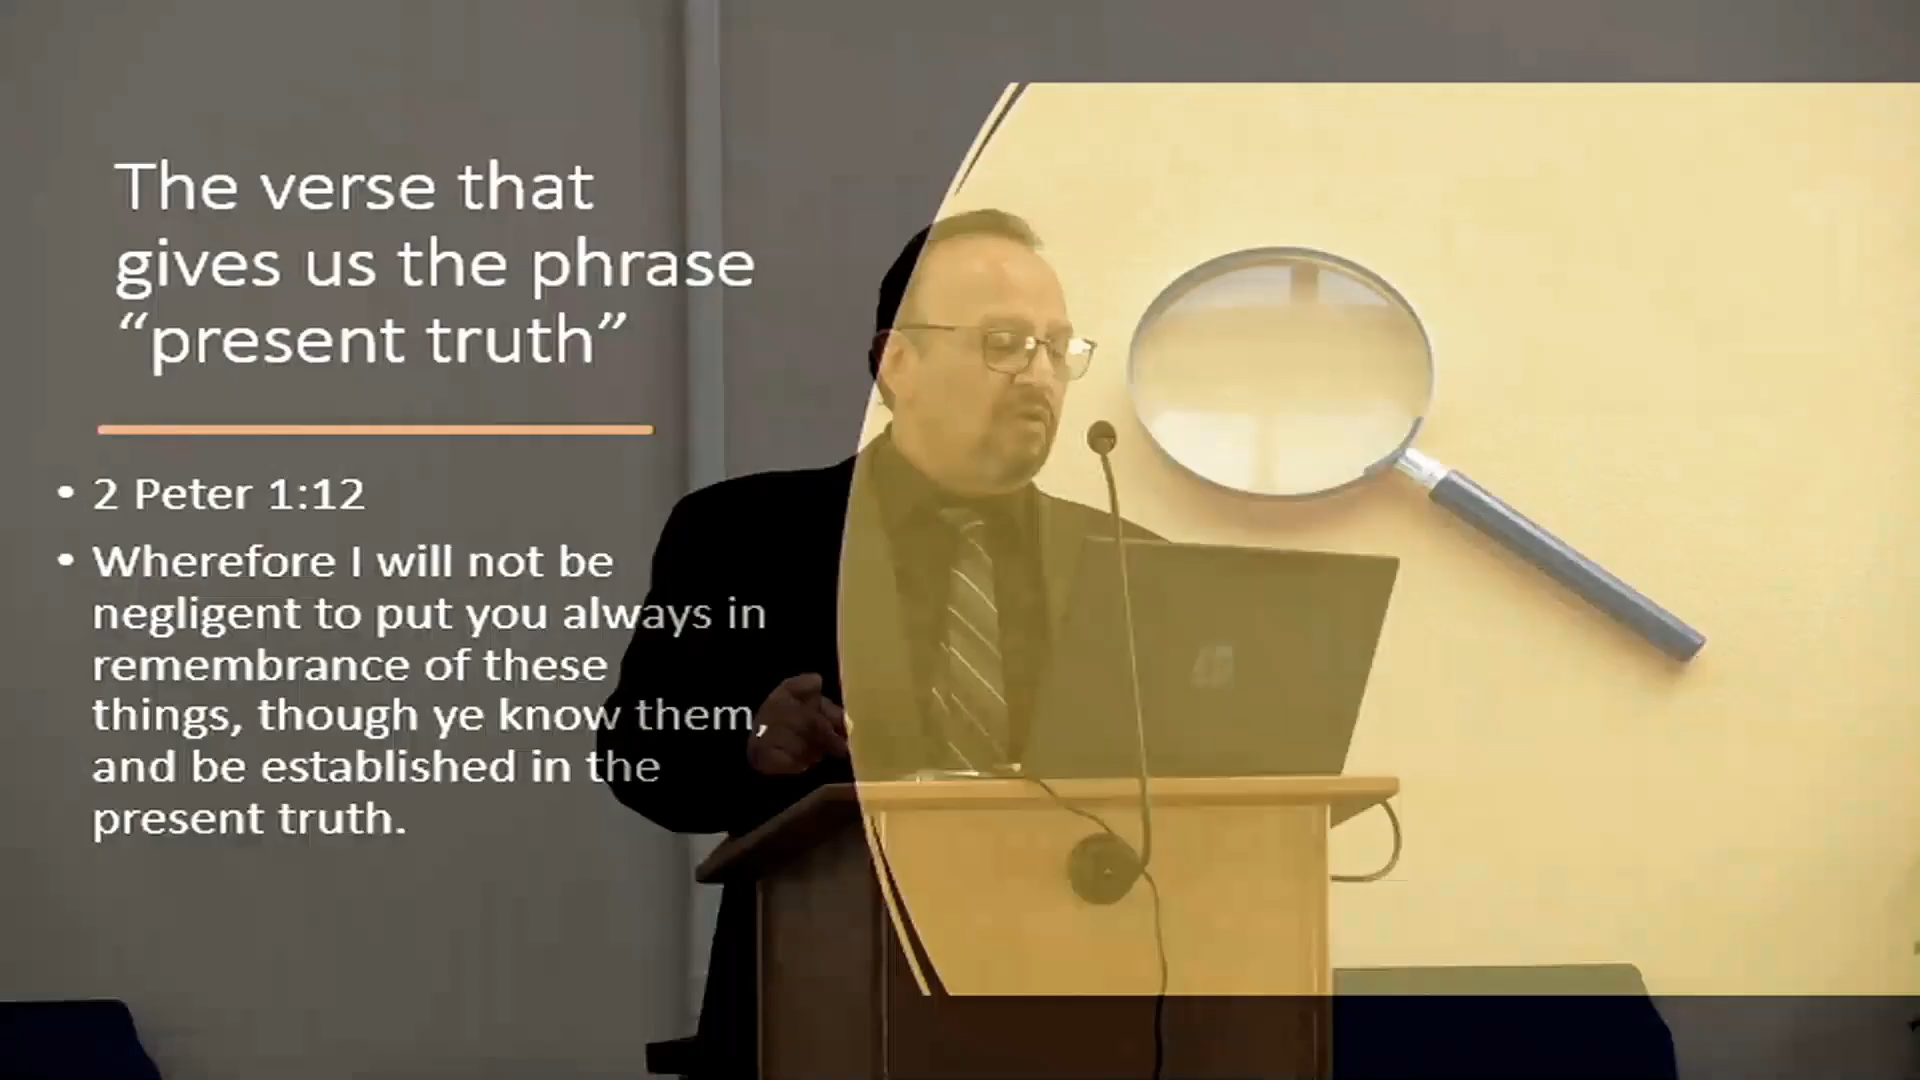 The verse that
gives us the phrase
“present truth”
• 2 Peter 1:12
• Wherefore I will not be
negligent to put you always in
remembrance of these
things, though ye know them,
and be established in the
present truth.